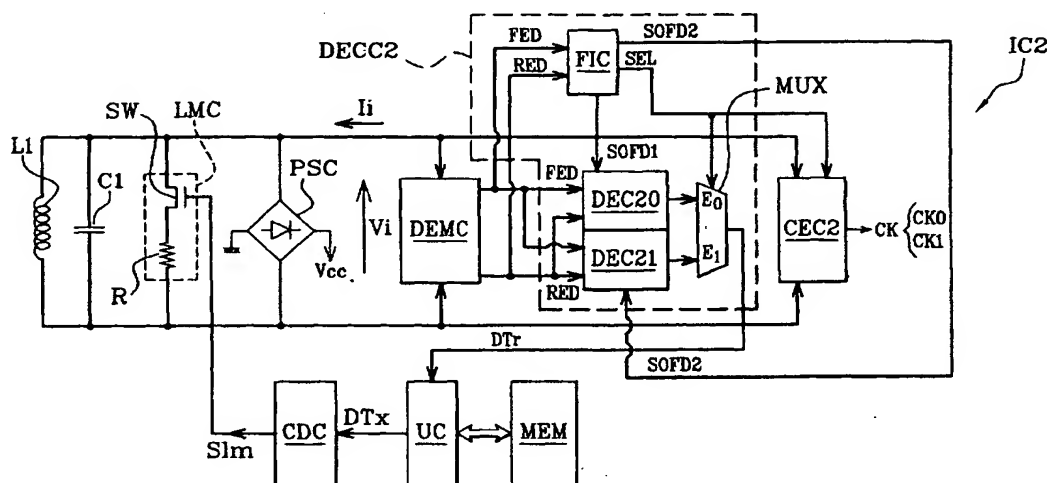 FED
SOFD2
DECC2
FIC
SEL
IC2
RED
MUX
SW
LMC
Ii
L1
C1
PSC
SOFD1
FED
DEC20
E0
DEMC
Vi
CEC2
CK { CK0
CK1
DEC21
E1
R
Vcc
RED
DTr
SOFD2
DTx
CDC
UC
MEM
Slm